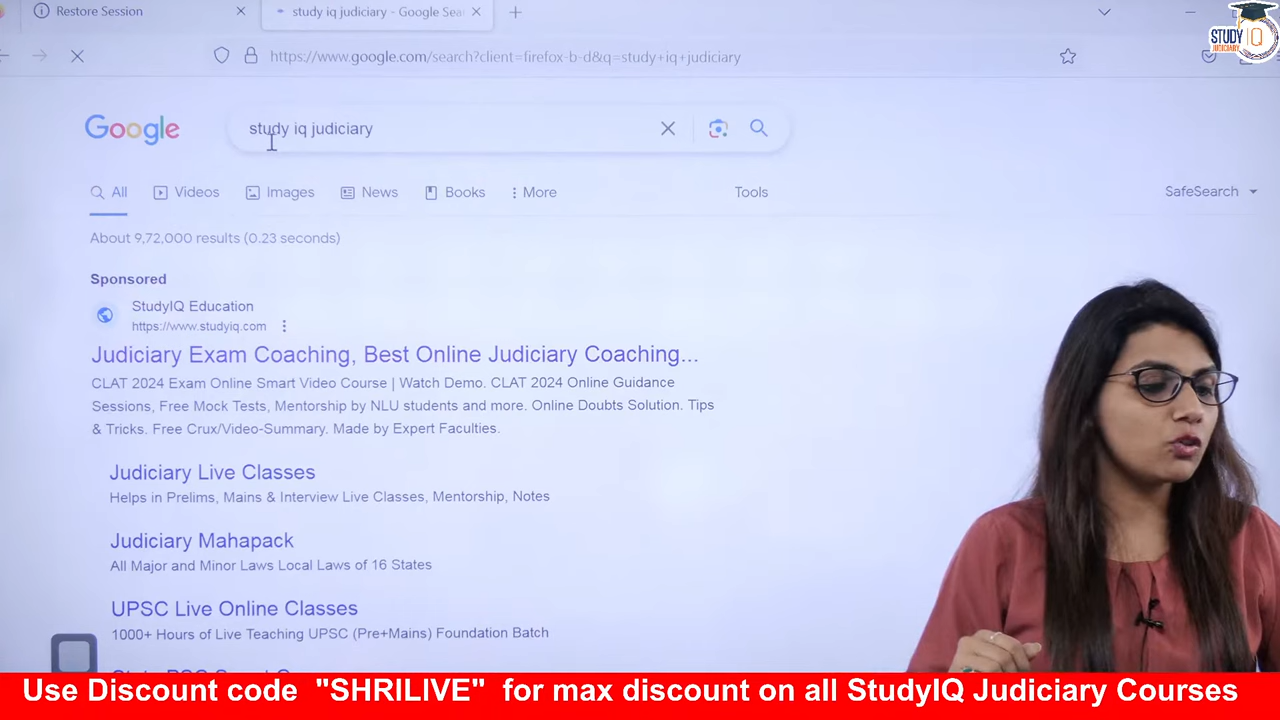 Restore Session
study iq judiciary - Google Sea
STUDY IQ
JUDICIARY
https://www.google.com/search?client=firefox-b-d&q=study+iq+judiciary
Google
study iq judiciary
All
Videos
Images
News
Books
More
Tools
SafeSearch
About 9,72,000 results (0.23 seconds)
Sponsored
StudyIQ Education
https://www.studyiq.com
Judiciary Exam Coaching, Best Online Judiciary Coaching...
CLAT 2024 Exam Online Smart Video Course | Watch Demo. CLAT 2024 Online Guidance
Sessions, Free Mock Tests, Mentorship by NLU students and more. Online Doubts Solution. Tips
& Tricks. Free Crux/Video-Summary. Made by Expert Faculties.
Judiciary Live Classes
Helps in Prelims, Mains & Interview Live Classes, Mentorship, Notes
Judiciary Mahapack
All Major and Minor Laws Local Laws of 16 States
UPSC Live Online Classes
1000+ Hours of Live Teaching UPSC (Pre+Mains) Foundation Batch
Use Discount code "SHRILIVE" for max discount on all StudyIQ Judiciary Courses